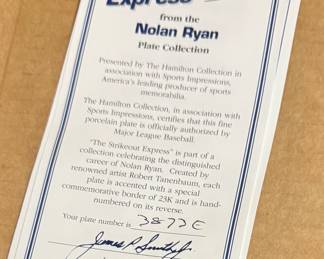 Express"
from the
Nolan Ryan
Plate Collection
Presented by The Hamilton Collection in
association with Sports Impressions,
America's leading producer of sports
memorabilia.
The Hamilton Collection, in association with
Sports Impressions, certifies that this fine
porcelain plate is officially authorized by
Major League Baseball.
"The Strikeout Express" is part of a
collection celebrating the distinguished
career of Nolan Ryan. Created by
renowned artist Robert Tanenbaum, each
plate is accented with a special
commemorative border of 23K and is hand-
numbered on its reverse.
Your plate number is 3873E
James P. Smith Jr